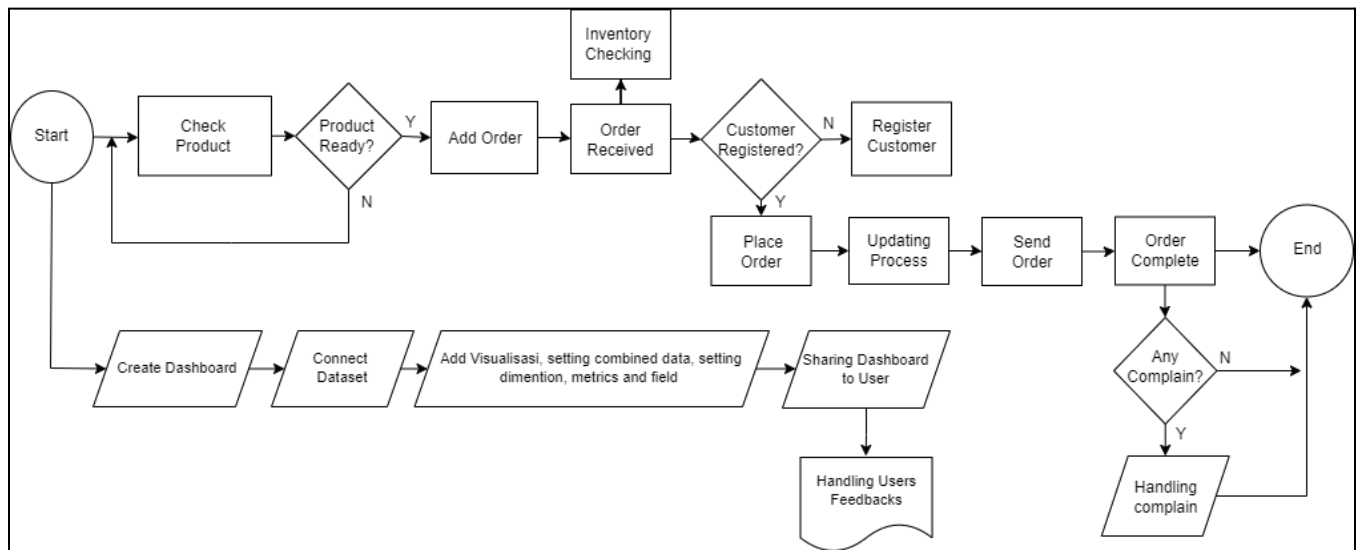 Inventory
Checking
Start
Check
Product
Product
Ready?
Y
N
Add Order
Order
Received
Customer
Registered?
N
Y
Register
Customer
Place
Order
Updating
Process
Send
Order
Order
Complete
End
Any
Complain?
N
Y
Handling
complain
Create Dashboard
Connect
Dataset
Add Visualisasi, setting combined data, setting
dimention, metrics and field
Sharing Dashboard
to User
Handling Users
Feedbacks